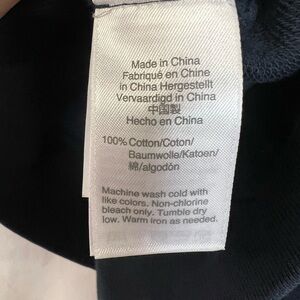 Made in China
Fabriqué en Chine
in China Hergestellt
Vervaardigd in China
中国製
Hecho en China
100% Cotton/Coton/
Baumwolle/Katoen/
綿/algodón
Machine wash cold with
like colors. Non-chlorine
bleach only. Tumble dry
low. Warm iron as needed.